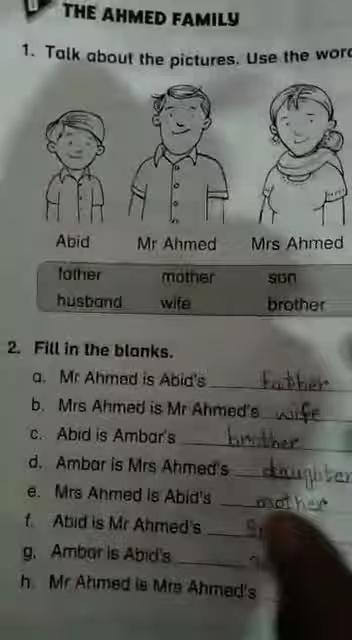 THE AHMED FAMILY
1. Talk about the pictures. Use the
Abid Mr Ahmed Mrs Ahmed
father mother son
husband wife brother
2. Fill in the blanks.
a. Mr Ahmed is Abid's father
b. Mrs Ahmed is Mr Ahmed's wife
c. Abid is Ambar's brother
d. Ambar is Mrs Ahmed's daughter
e. Mrs Ahmed is Abid's mother
f. Abid is Mr Ahmed's
g. Ambar is Abid's
h. Mr Ahmed is Mrs Ahmed's